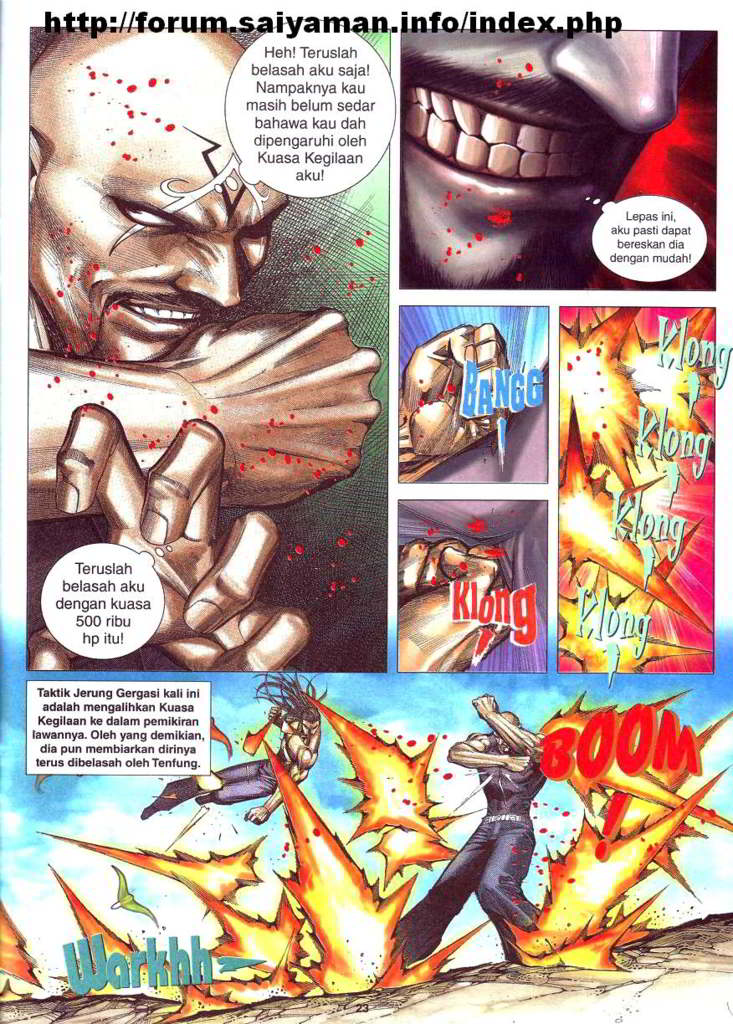 http://forum.saiyaman.info/index.php
Heh! Teruslah
belasah aku saja!
Nampaknya kau
masih belum sedar
bahawa kau dah
dipengaruhi oleh
Kuasa Kegilaan
aku!
Lepas ini,
aku pasti dapat
bereskan dia
dengan mudah!
BANGG
!
Klong
!
Klong
!
Klong
!
Klong
!
Klong
!
Teruslah
belasah aku
dengan kuasa
500 ribu
hp itu!
Taktik Jerung Gergasi kali ini
adalah mengalihkan Kuasa
Kegilaan ke dalam pemikiran
lawannya. Oleh yang demikian,
dia pun membiarkan dirinya
terus dibelasah oleh Tenfung.
BOOM
!
Warkhh
23